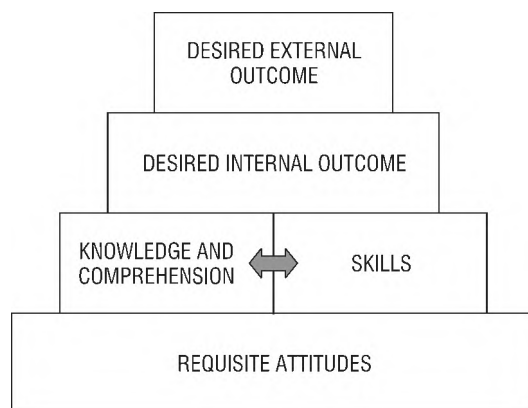 DESIRED EXTERNAL
OUTCOME
DESIRED INTERNAL OUTCOME
KNOWLEDGE AND
COMPREHENSION
SKILLS
REQUISITE ATTITUDES